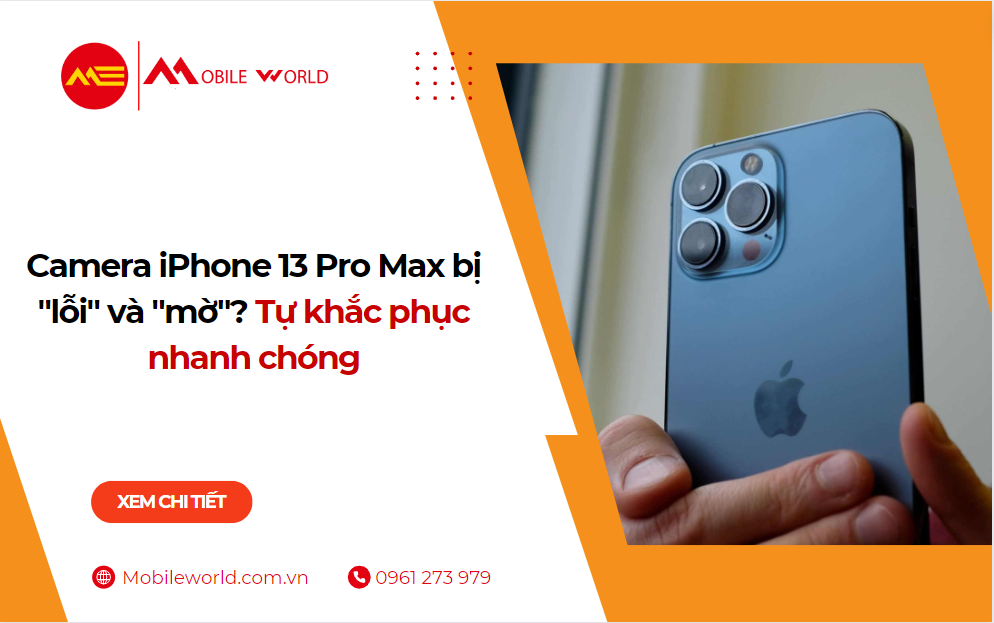 ME MOBILE WORLD
Camera iPhone 13 Pro Max bị
"lỗi" và "mờ"? Tự khắc phục
nhanh chóng
XEM CHI TIẾT
Mobileworld.com.vn 0961 273 979